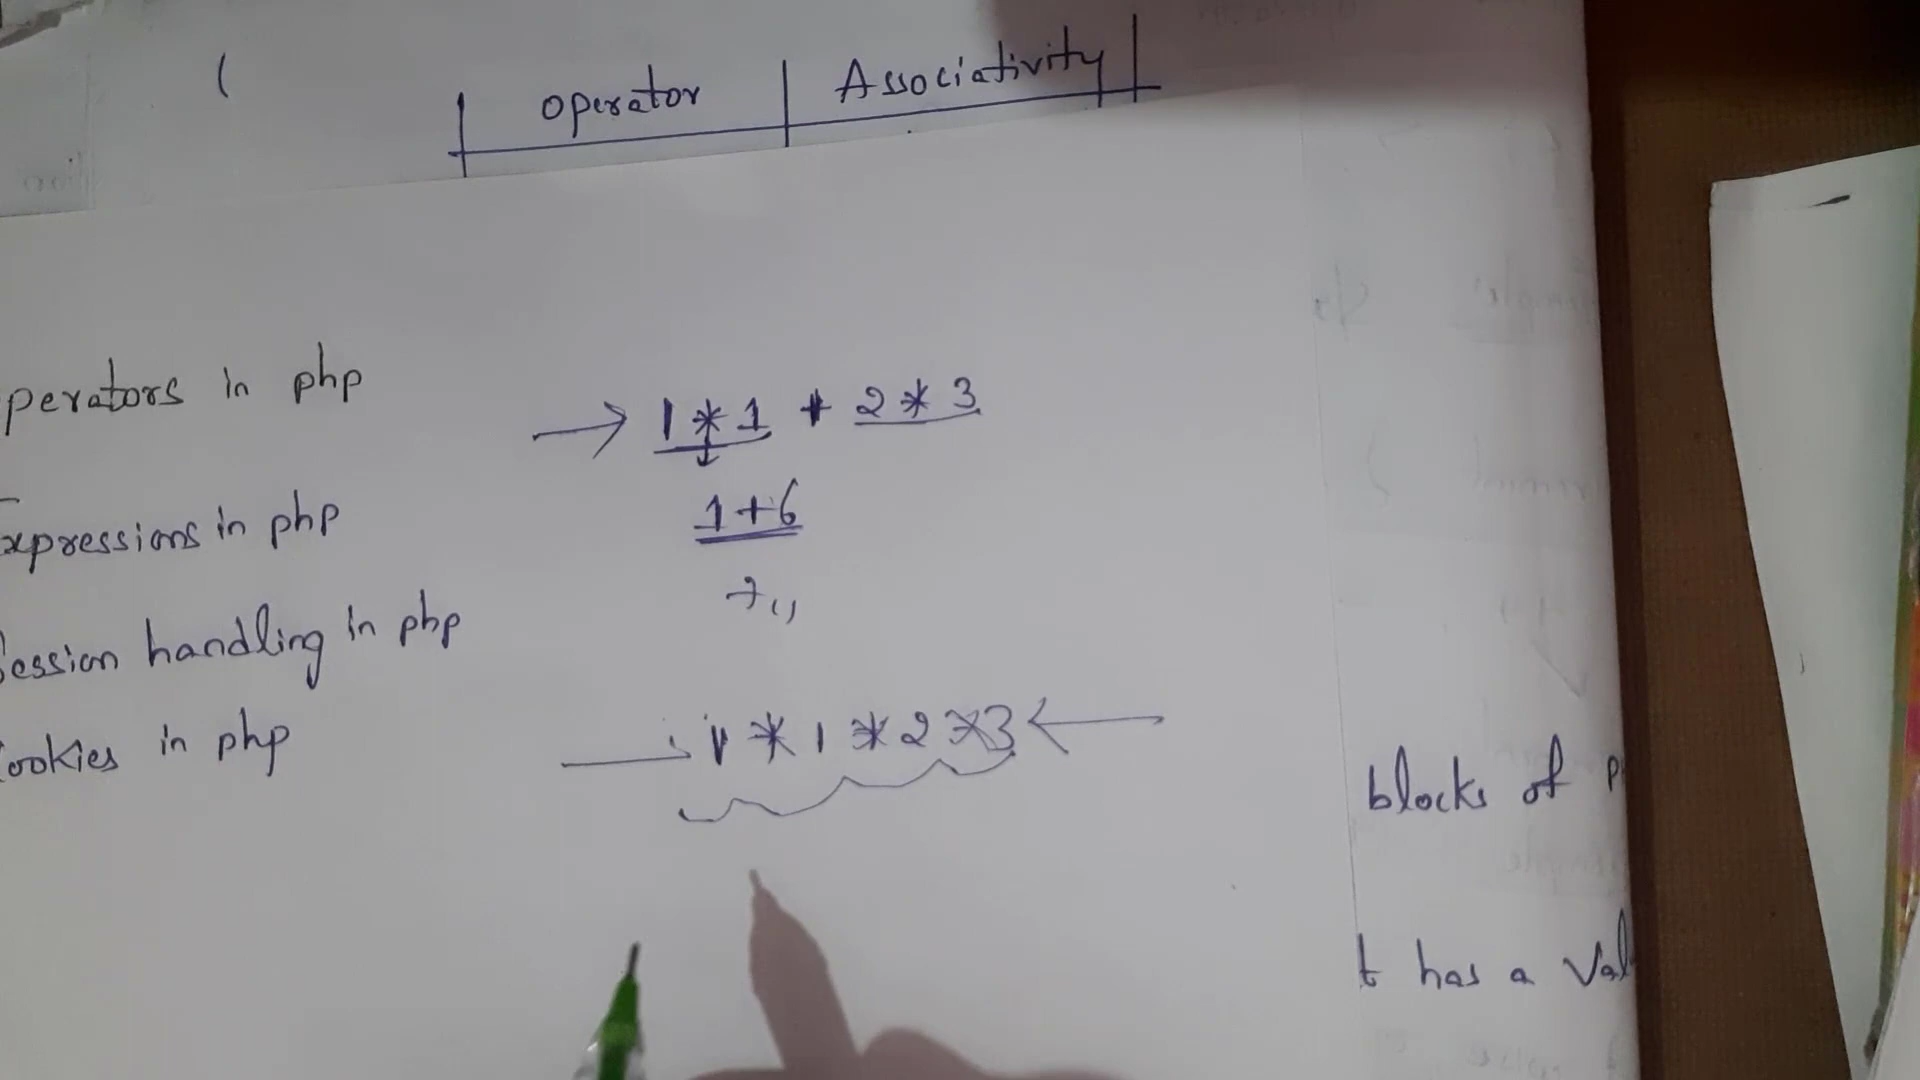 (
Operator | Associativity |
perators in php
→ 1 * 1 + 2 * 3
1+6
xpressions in php
7
ession handling in php
1 * 1 * 2 * 3 ←
ookies in php
blocks of p
t has a val